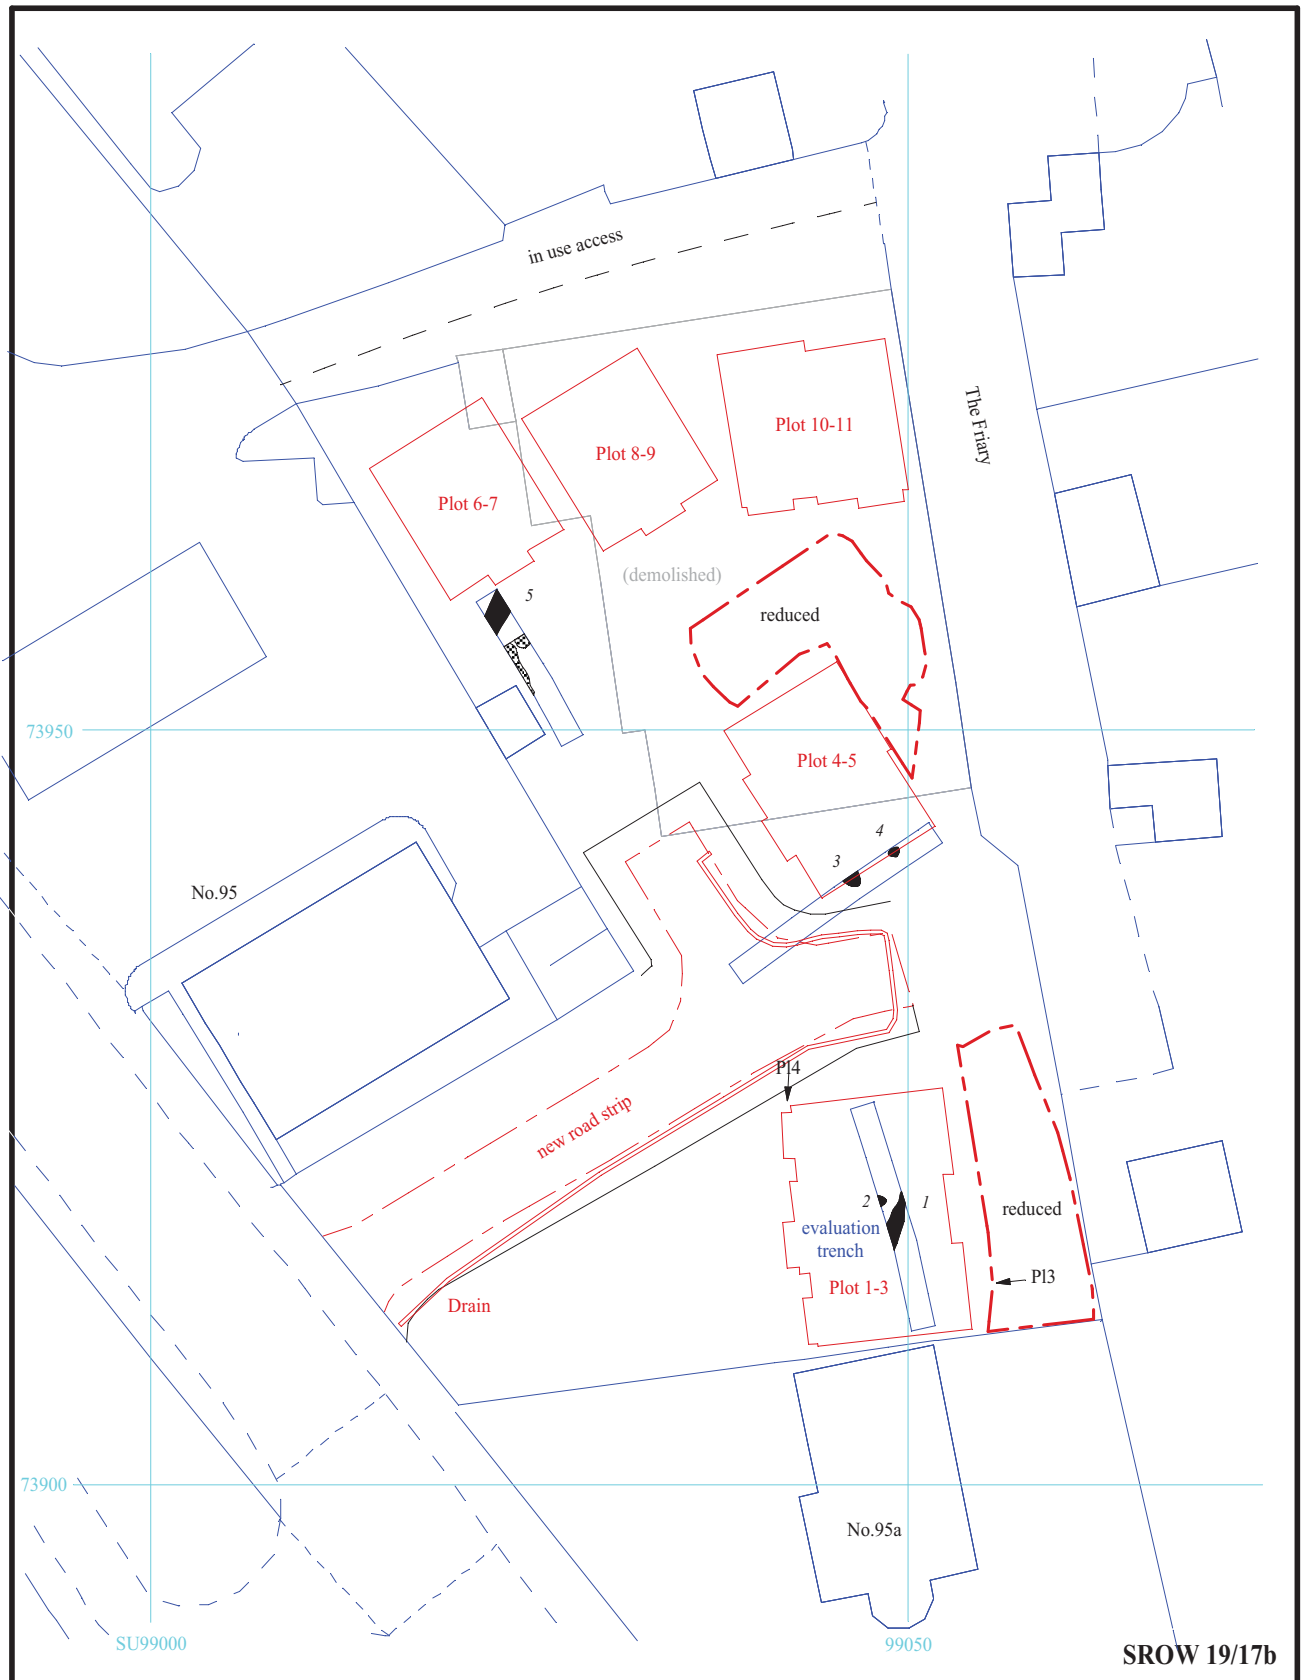 in use access
The Friary
Plot 10-11
Plot 8-9
Plot 6-7
(demolished)
5
reduced
73950
Plot 4-5
4
3
No.95
Pl4
new road strip
2
1
evaluation
trench
reduced
Pl3
Plot 1-3
Drain
73900
No.95a
SU99000
99050
SROW 19/17b